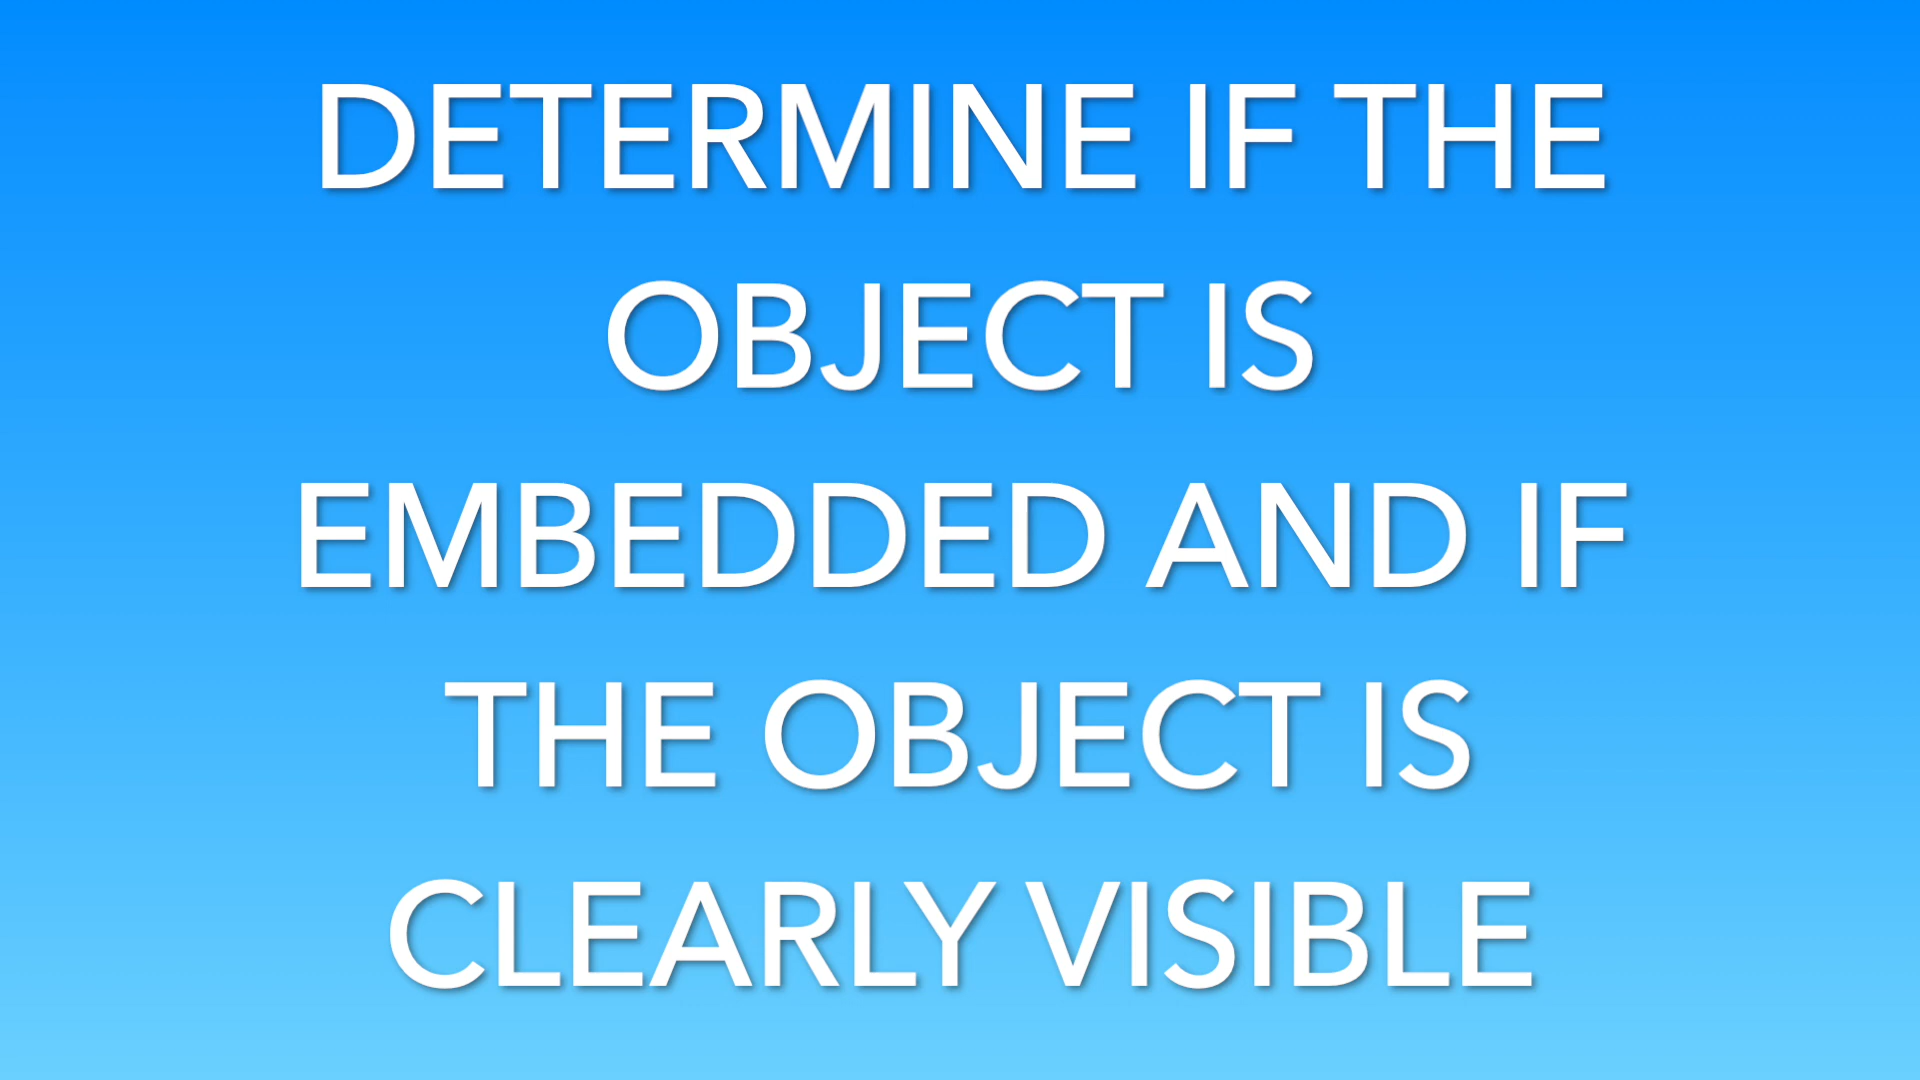 DETERMINE IF THE
OBJECT IS
EMBEDDED AND IF
THE OBJECT IS
CLEARLY VISIBLE